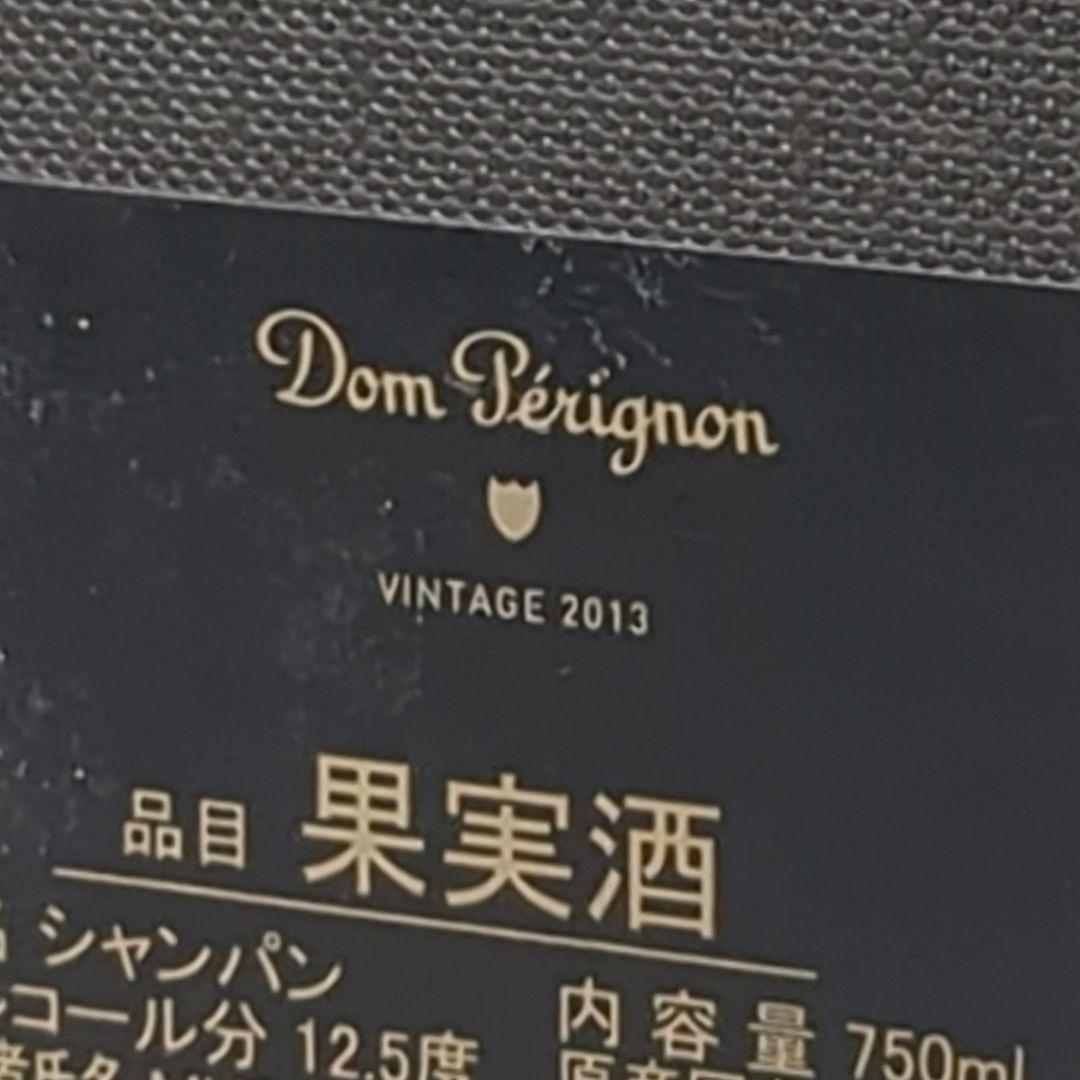 Dom Pérignon
VINTAGE 2013
品目 果実酒
シャンパン
コール分 12.5度 内容量 750ml